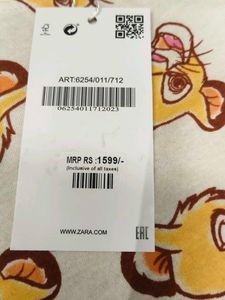 ART:6254/011/712
06254011712023
MRP RS :1599/-
(Inclusive of all taxes)
WWW.ZARA.COM
EAC